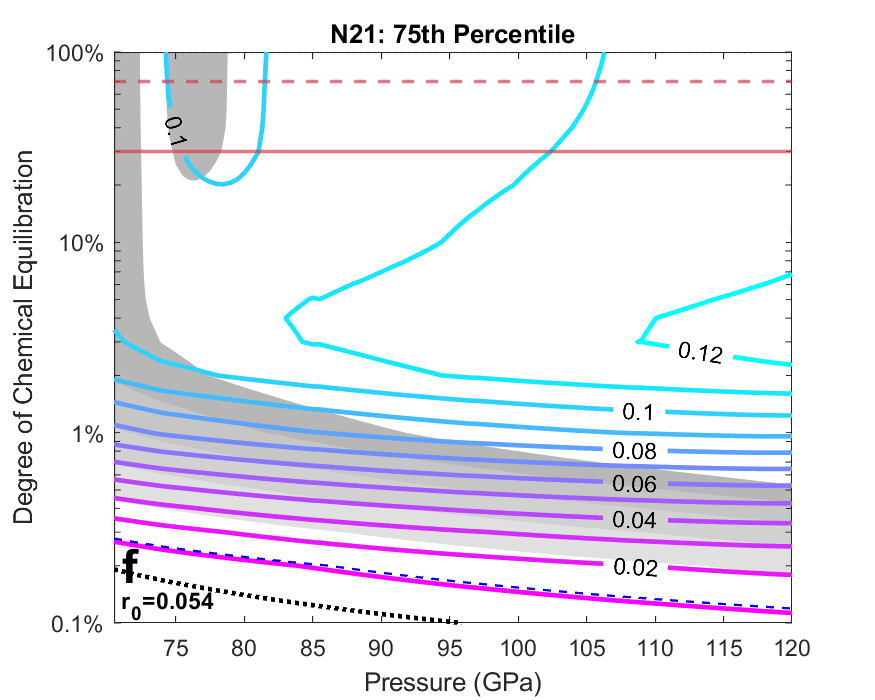 N21: 75th Percentile
100%
10%
1%
0.1%
Degree of Chemical Equilibration
0.1
0.12
0.1
0.08
0.06
0.04
0.02
f
r0=0.054
75 80 85 90 95 100 105 110 115 120
Pressure (GPa)